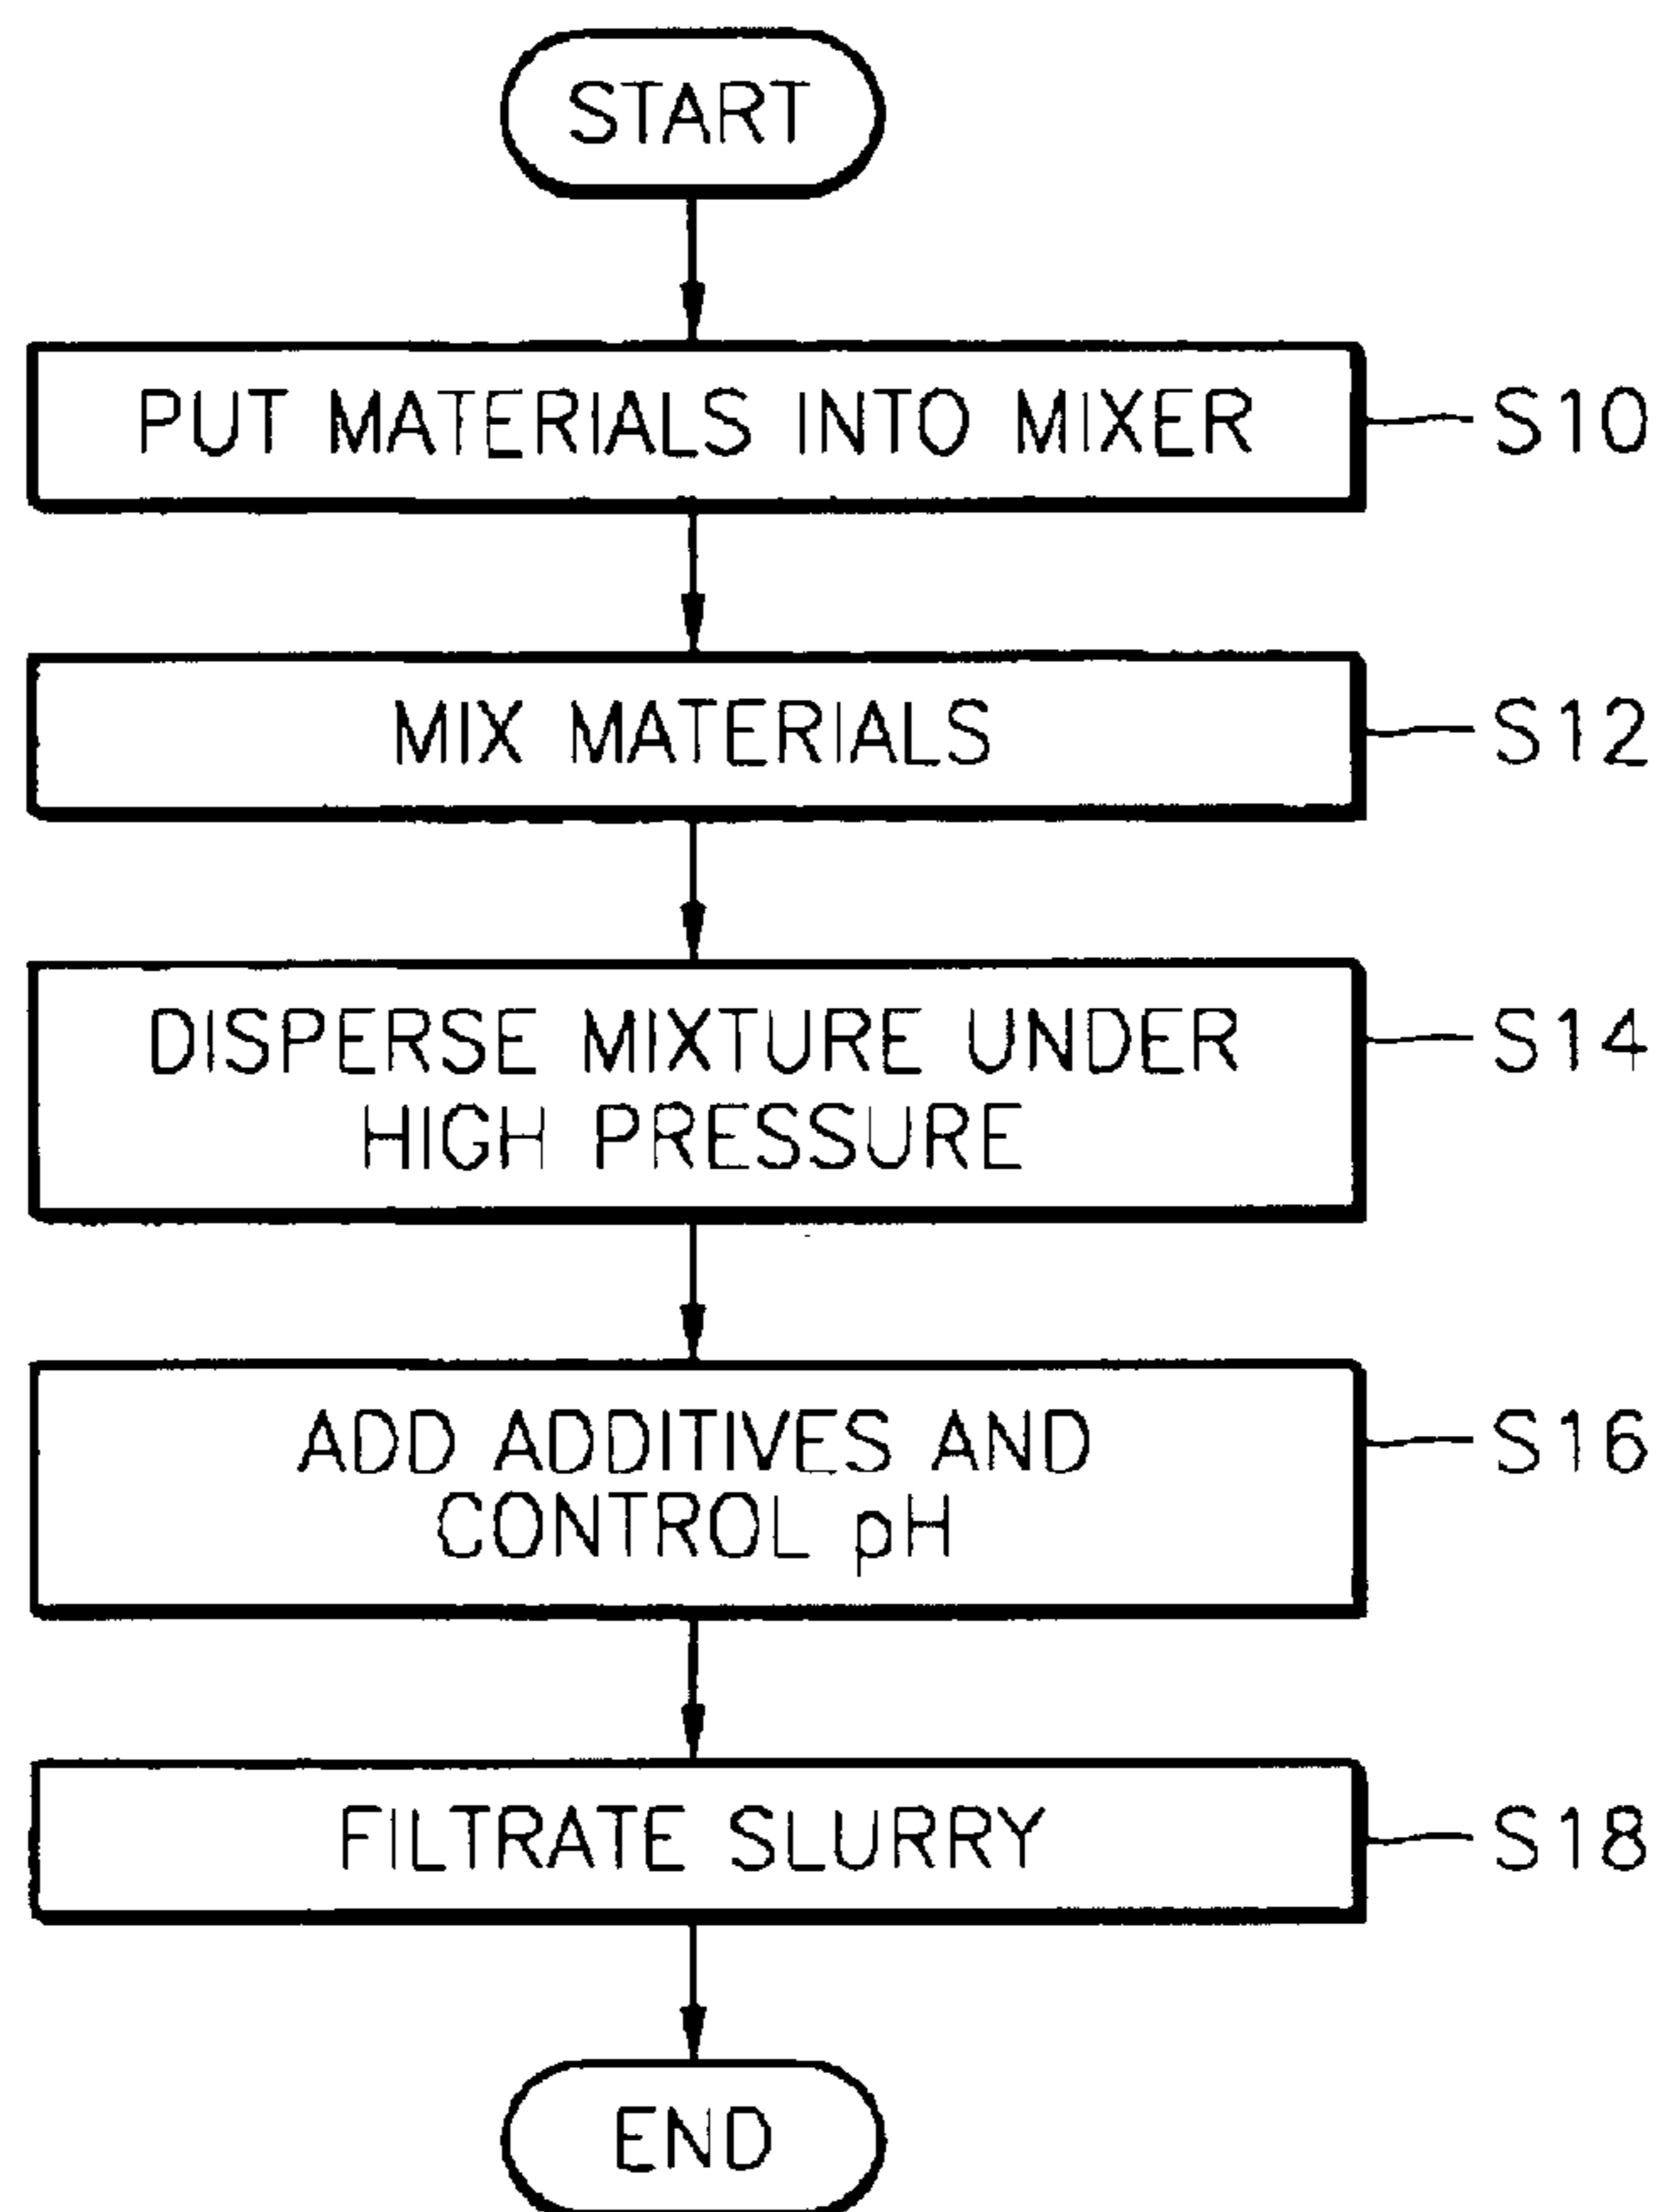 START
PUT MATERIALS INTO MIXER
S10
MIX MATERIALS
S12
DISPERSE MIXTURE UNDER
HIGH PRESSURE
S14
ADD ADDITIVES AND
CONTROL pH
S16
FILTRATE SLURRY
S18
END